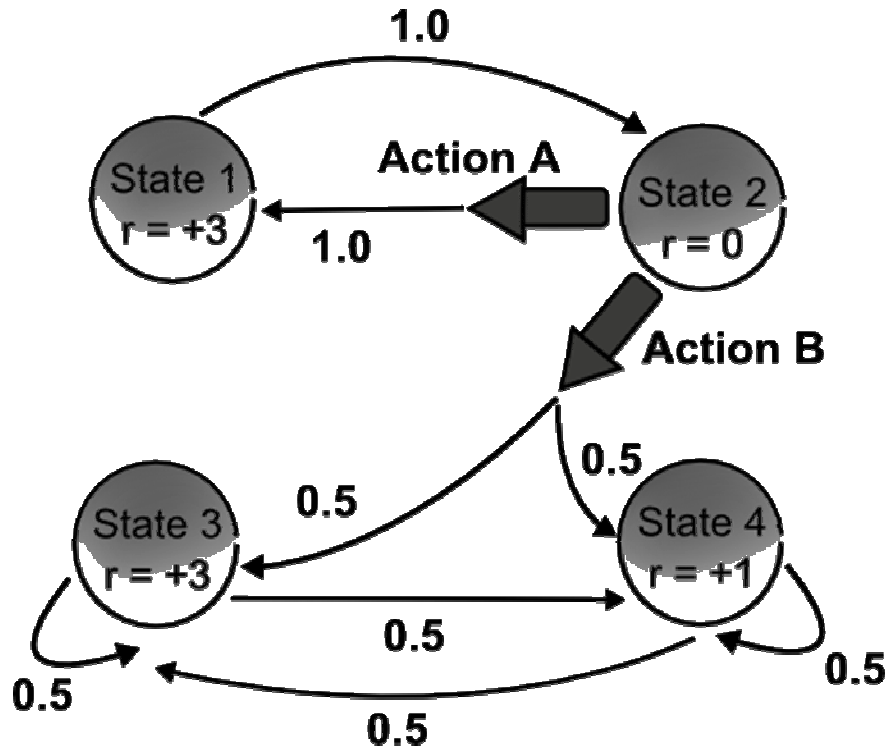 1.0
Action A
State 1
r = +3
State 2
r = 0
1.0
Action B
0.5
0.5
State 3
r = +3
State 4
r = +1
0.5
0.5
0.5
0.5